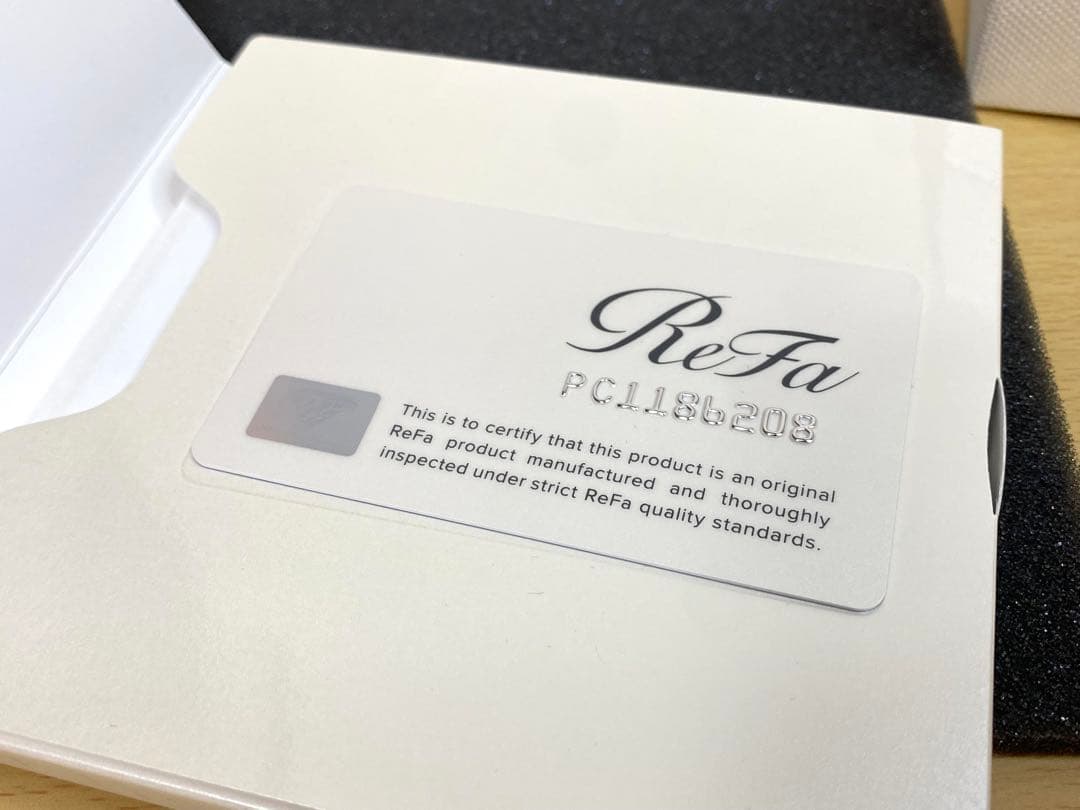 ReFa
PC1186208
This is to certify that this product is an original
ReFa product manufactured and thoroughly
inspected under strict ReFa quality standards.